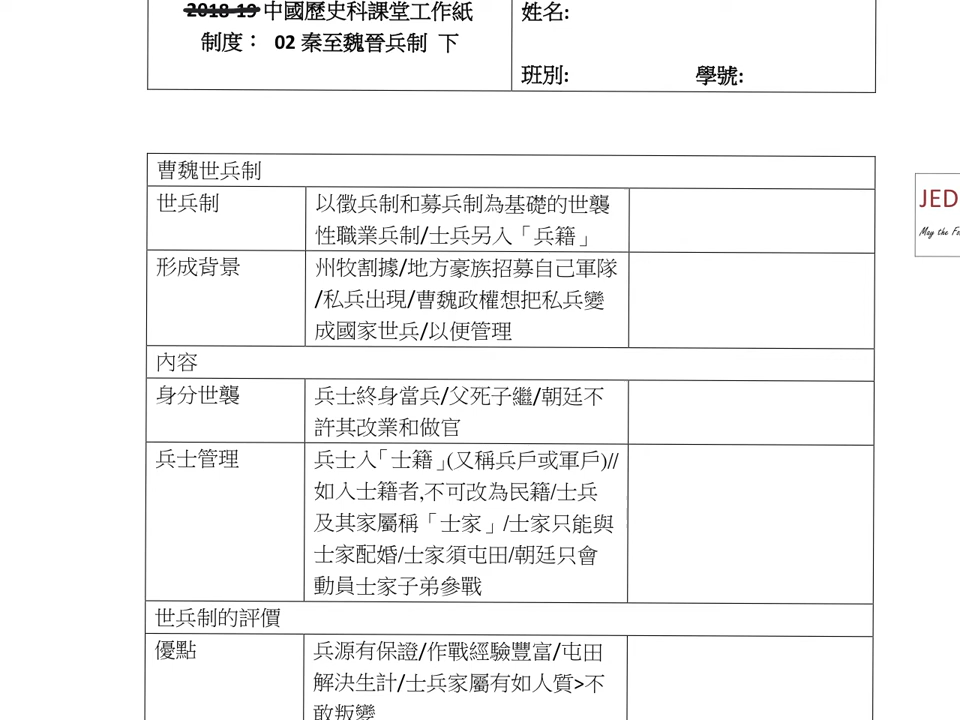 2018-19 中國歷史科課堂工作紙
制度： 02 秦至魏晉兵制 下
姓名:
班別: 學號:
曹魏世兵制
世兵制
以徵兵制和募兵制為基礎的世襲
性職業兵制/士兵另入「兵籍」
形成背景
州牧割據/地方豪族招募自己軍隊
/私兵出現/曹魏政權想把私兵變
成國家世兵/以便管理
內容
身分世襲
兵士終身當兵/父死子繼/朝廷不
許其改業和做官
兵士管理
兵士入「士籍」(又稱兵戶或軍戶)//
如入士籍者,不可改為民籍/士兵
及其家屬稱「士家」/士家只能與
士家配婚/士家須屯田/朝廷只會
動員士家子弟參戰
世兵制的評價
優點
兵源有保證/作戰經驗豐富/屯田
解決生計/士兵家屬有如人質>不
敢叛變
JED
May the Fo